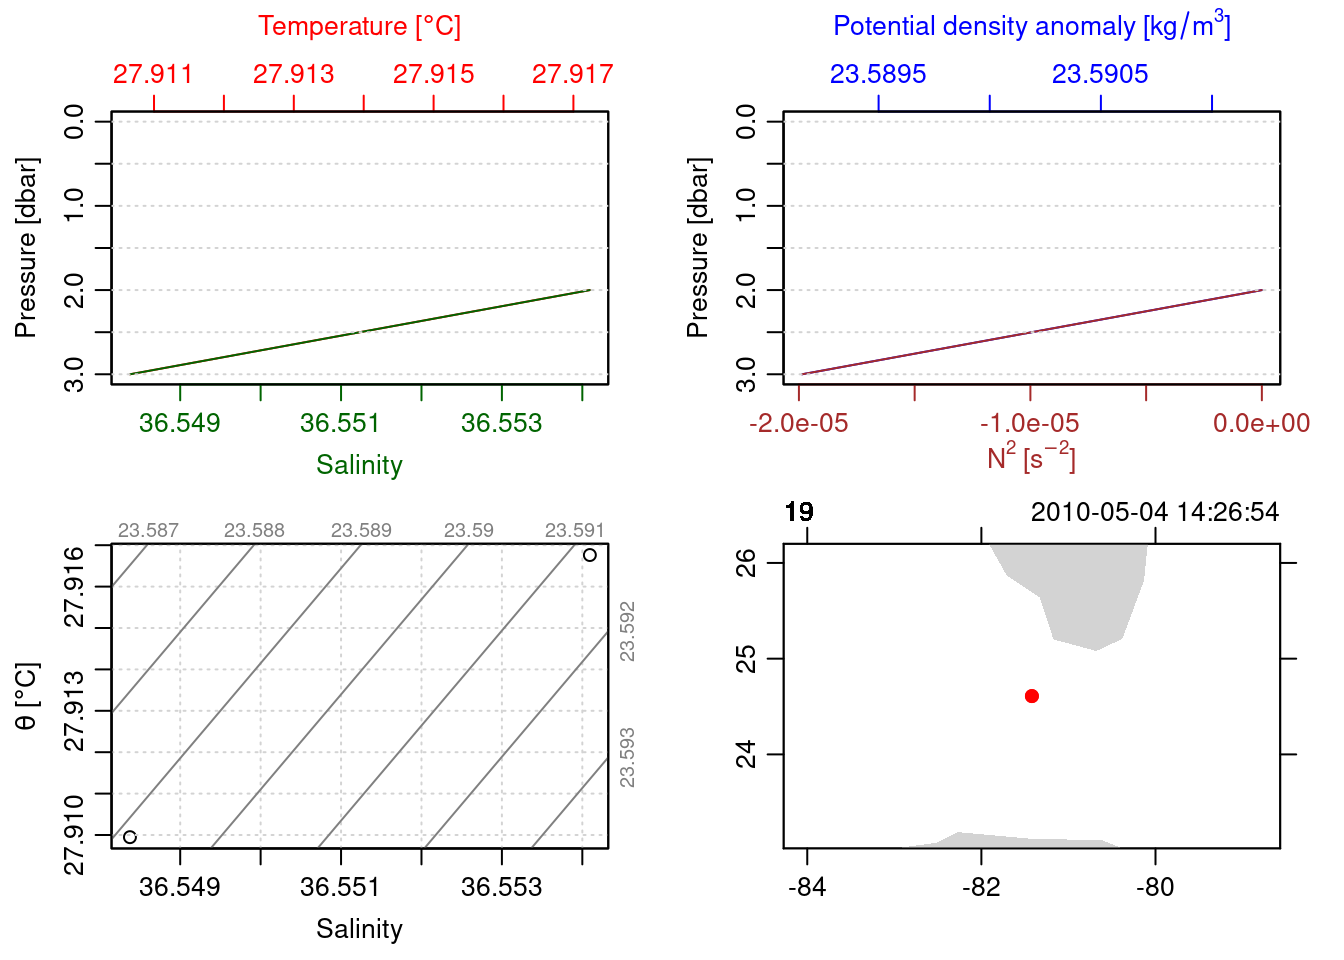 Temperature [°C]
27.911 27.913 27.915 27.917
0.0
1.0
2.0
3.0
Pressure [dbar]
36.549 36.551 36.553
Salinity
Potential density anomaly [kg/m³]
23.5895 23.5905
0.0
1.0
2.0
3.0
Pressure [dbar]
-2.0e-05 -1.0e-05 0.0e+00
N² [s⁻²]
23.587 23.588 23.589 23.59 23.591
23.592
23.593
27.916
27.913
27.910
θ [°C]
36.549 36.551 36.553
Salinity
19 2010-05-04 14:26:54
26
25
24
-84 -82 -80